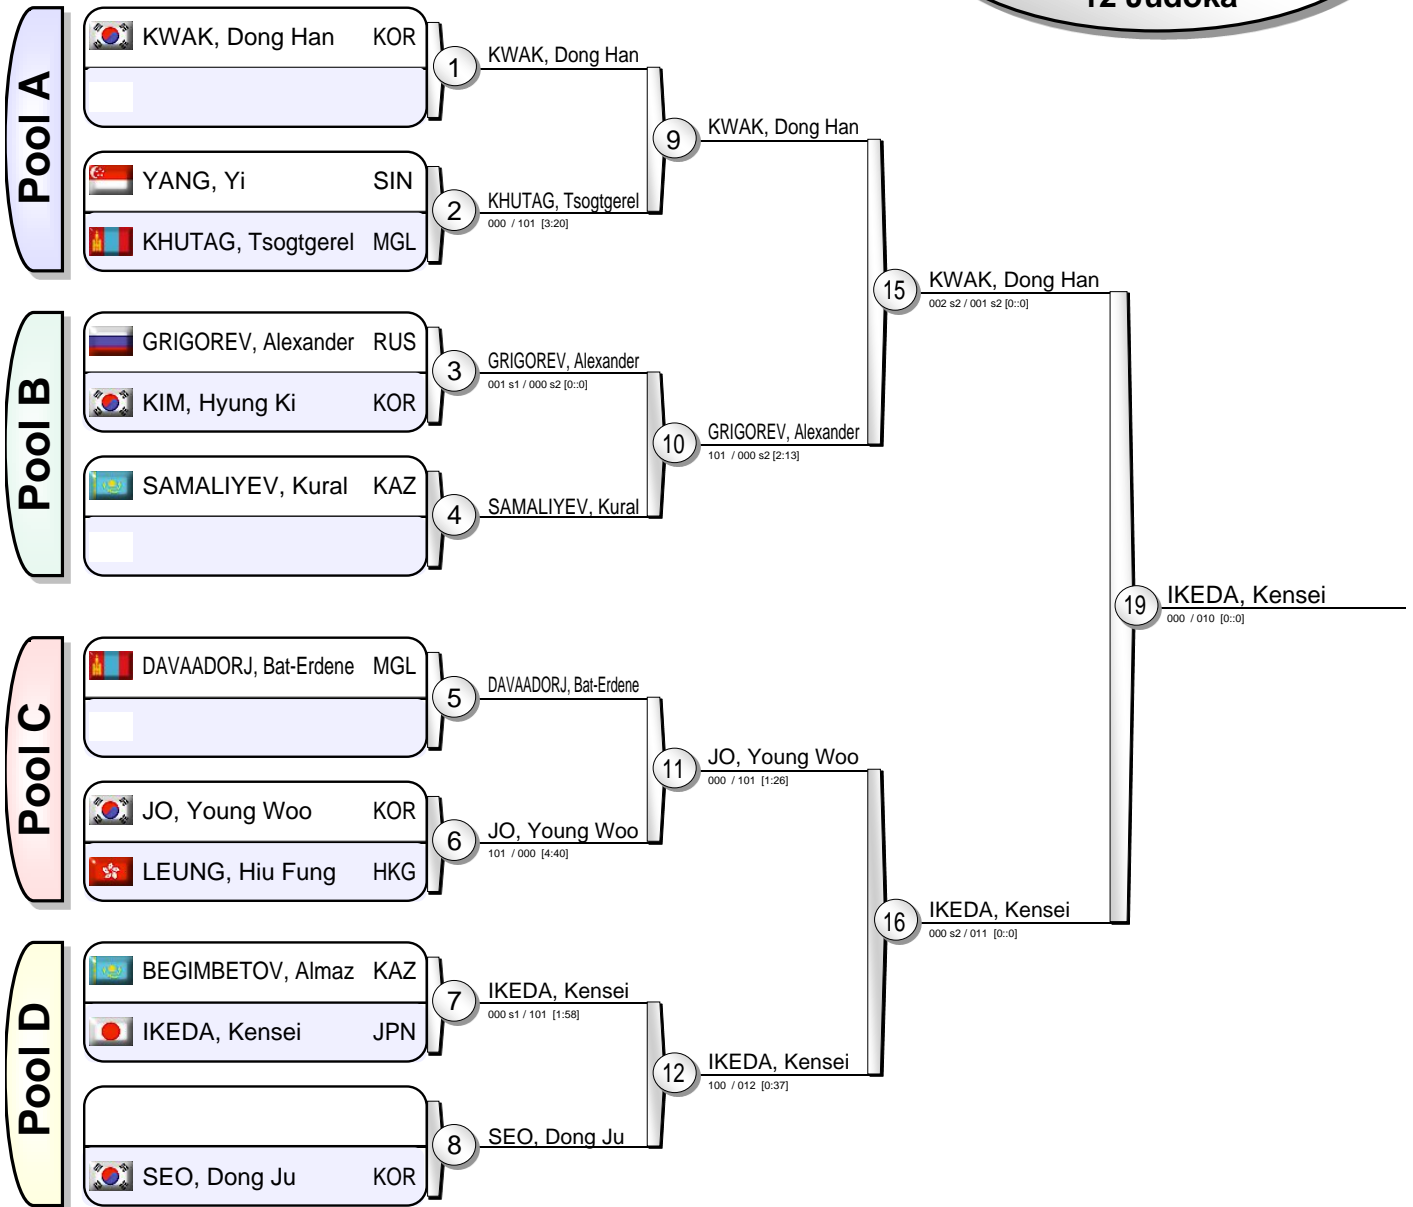 12 Judoka
Pool A
KWAK, Dong Han KOR
1
KWAK, Dong Han
YANG, Yi SIN
KHUTAG, Tsogtgerel MGL
2
KHUTAG, Tsogtgerel
000 / 101 [3:20]
9
KWAK, Dong Han
Pool B
GRIGOREV, Alexander RUS
KIM, Hyung Ki KOR
3
GRIGOREV, Alexander
001 s1 / 000 s2 [0::0]
SAMALIYEV, Kural KAZ
4
SAMALIYEV, Kural
10
GRIGOREV, Alexander
101 / 000 s2 [2:13]
15
KWAK, Dong Han
002 s2 / 001 s2 [0::0]
Pool C
DAVAADORJ, Bat-Erdene MGL
5
DAVAADORJ, Bat-Erdene
JO, Young Woo KOR
LEUNG, Hiu Fung HKG
6
JO, Young Woo
101 / 000 [4:40]
11
JO, Young Woo
000 / 101 [1:26]
Pool D
BEGIMBETOV, Almaz KAZ
IKEDA, Kensei JPN
7
IKEDA, Kensei
000 s1 / 101 [1:58]
SEO, Dong Ju KOR
8
SEO, Dong Ju
12
IKEDA, Kensei
100 / 012 [0:37]
16
IKEDA, Kensei
000 s2 / 011 [0::0]
19
IKEDA, Kensei
000 / 010 [0::0]